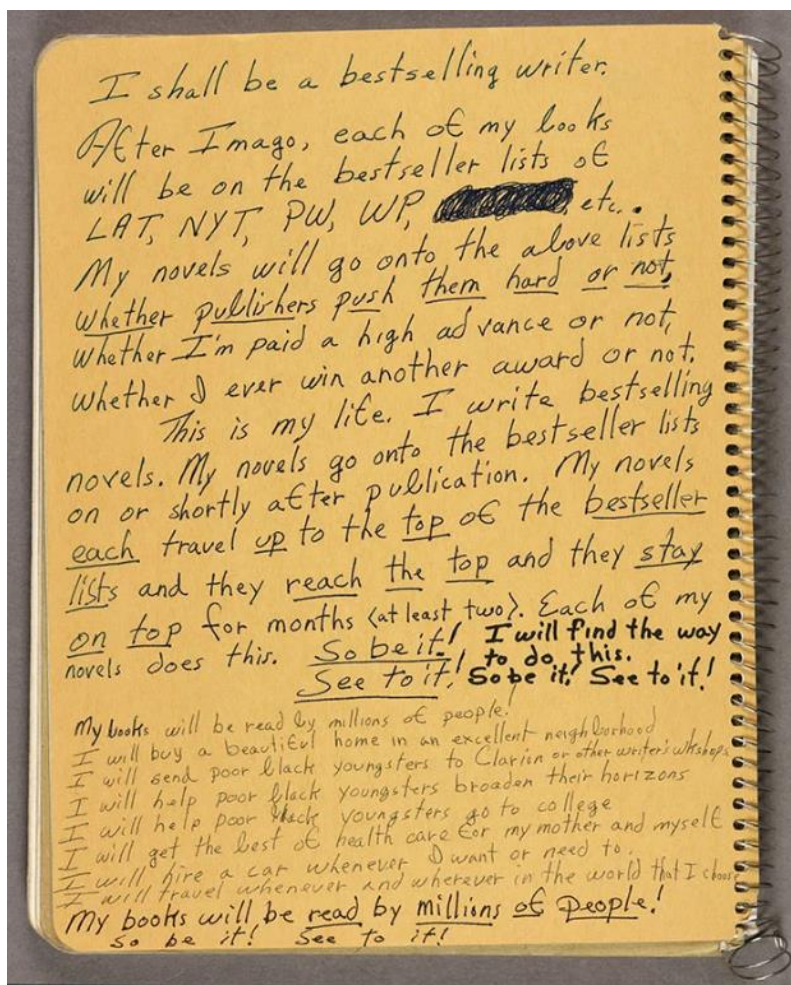 I shall be a bestselling writer.
After Imago, each of my books
will be on the bestseller lists of
LAT, NYT, PW, WP, etc..
My novels will go onto the above lists
whether publishers push them hard or not,
whether I'm paid a high advance or not,
whether I ever win another award or not.
This is my life. I write bestselling
novels. My novels go onto the bestseller lists
on or shortly after publication. My novels
each travel up to the top of the bestseller
lists and they reach the top and they stay
on top for months (at least two). Each of my
novels does this. So be it! I will find the way
See to it! to do this.
So be it! See to it!
My books will be read by millions of people!
I will buy a beautiful home in an excellent neighborhood
I will send poor black youngsters to Clarion or other writer's wkshops
I will help poor black youngsters broaden their horizons
I will help poor black youngsters go to college
I will get the best of health care for my mother and myself
I will hire a car whenever I want or need to.
I will travel whenever and wherever in the world that I choose
My books will be read by millions of people!
So be it! See to it!